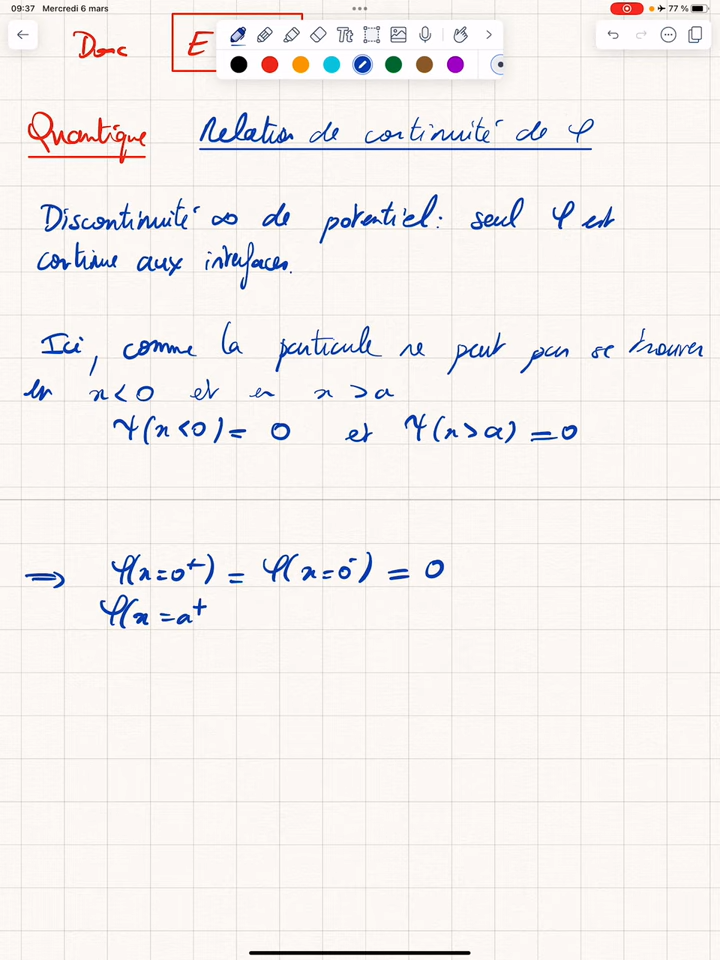 09:37 Mercredi 6 mars
77 %
Donc E
Tt
Quantique Relation de continuité de φ
Discontinuité ∞ de potentiel: seul φ est
continue aux interfaces.
Ici, comme la particule ne peut pas se trouver
en x<0 et en x>a
Ψ(x<0) = 0 et Ψ(x>a) = 0
⇒ φ(x=0⁺) = φ(x=0⁻) = 0
φ(x=a⁺